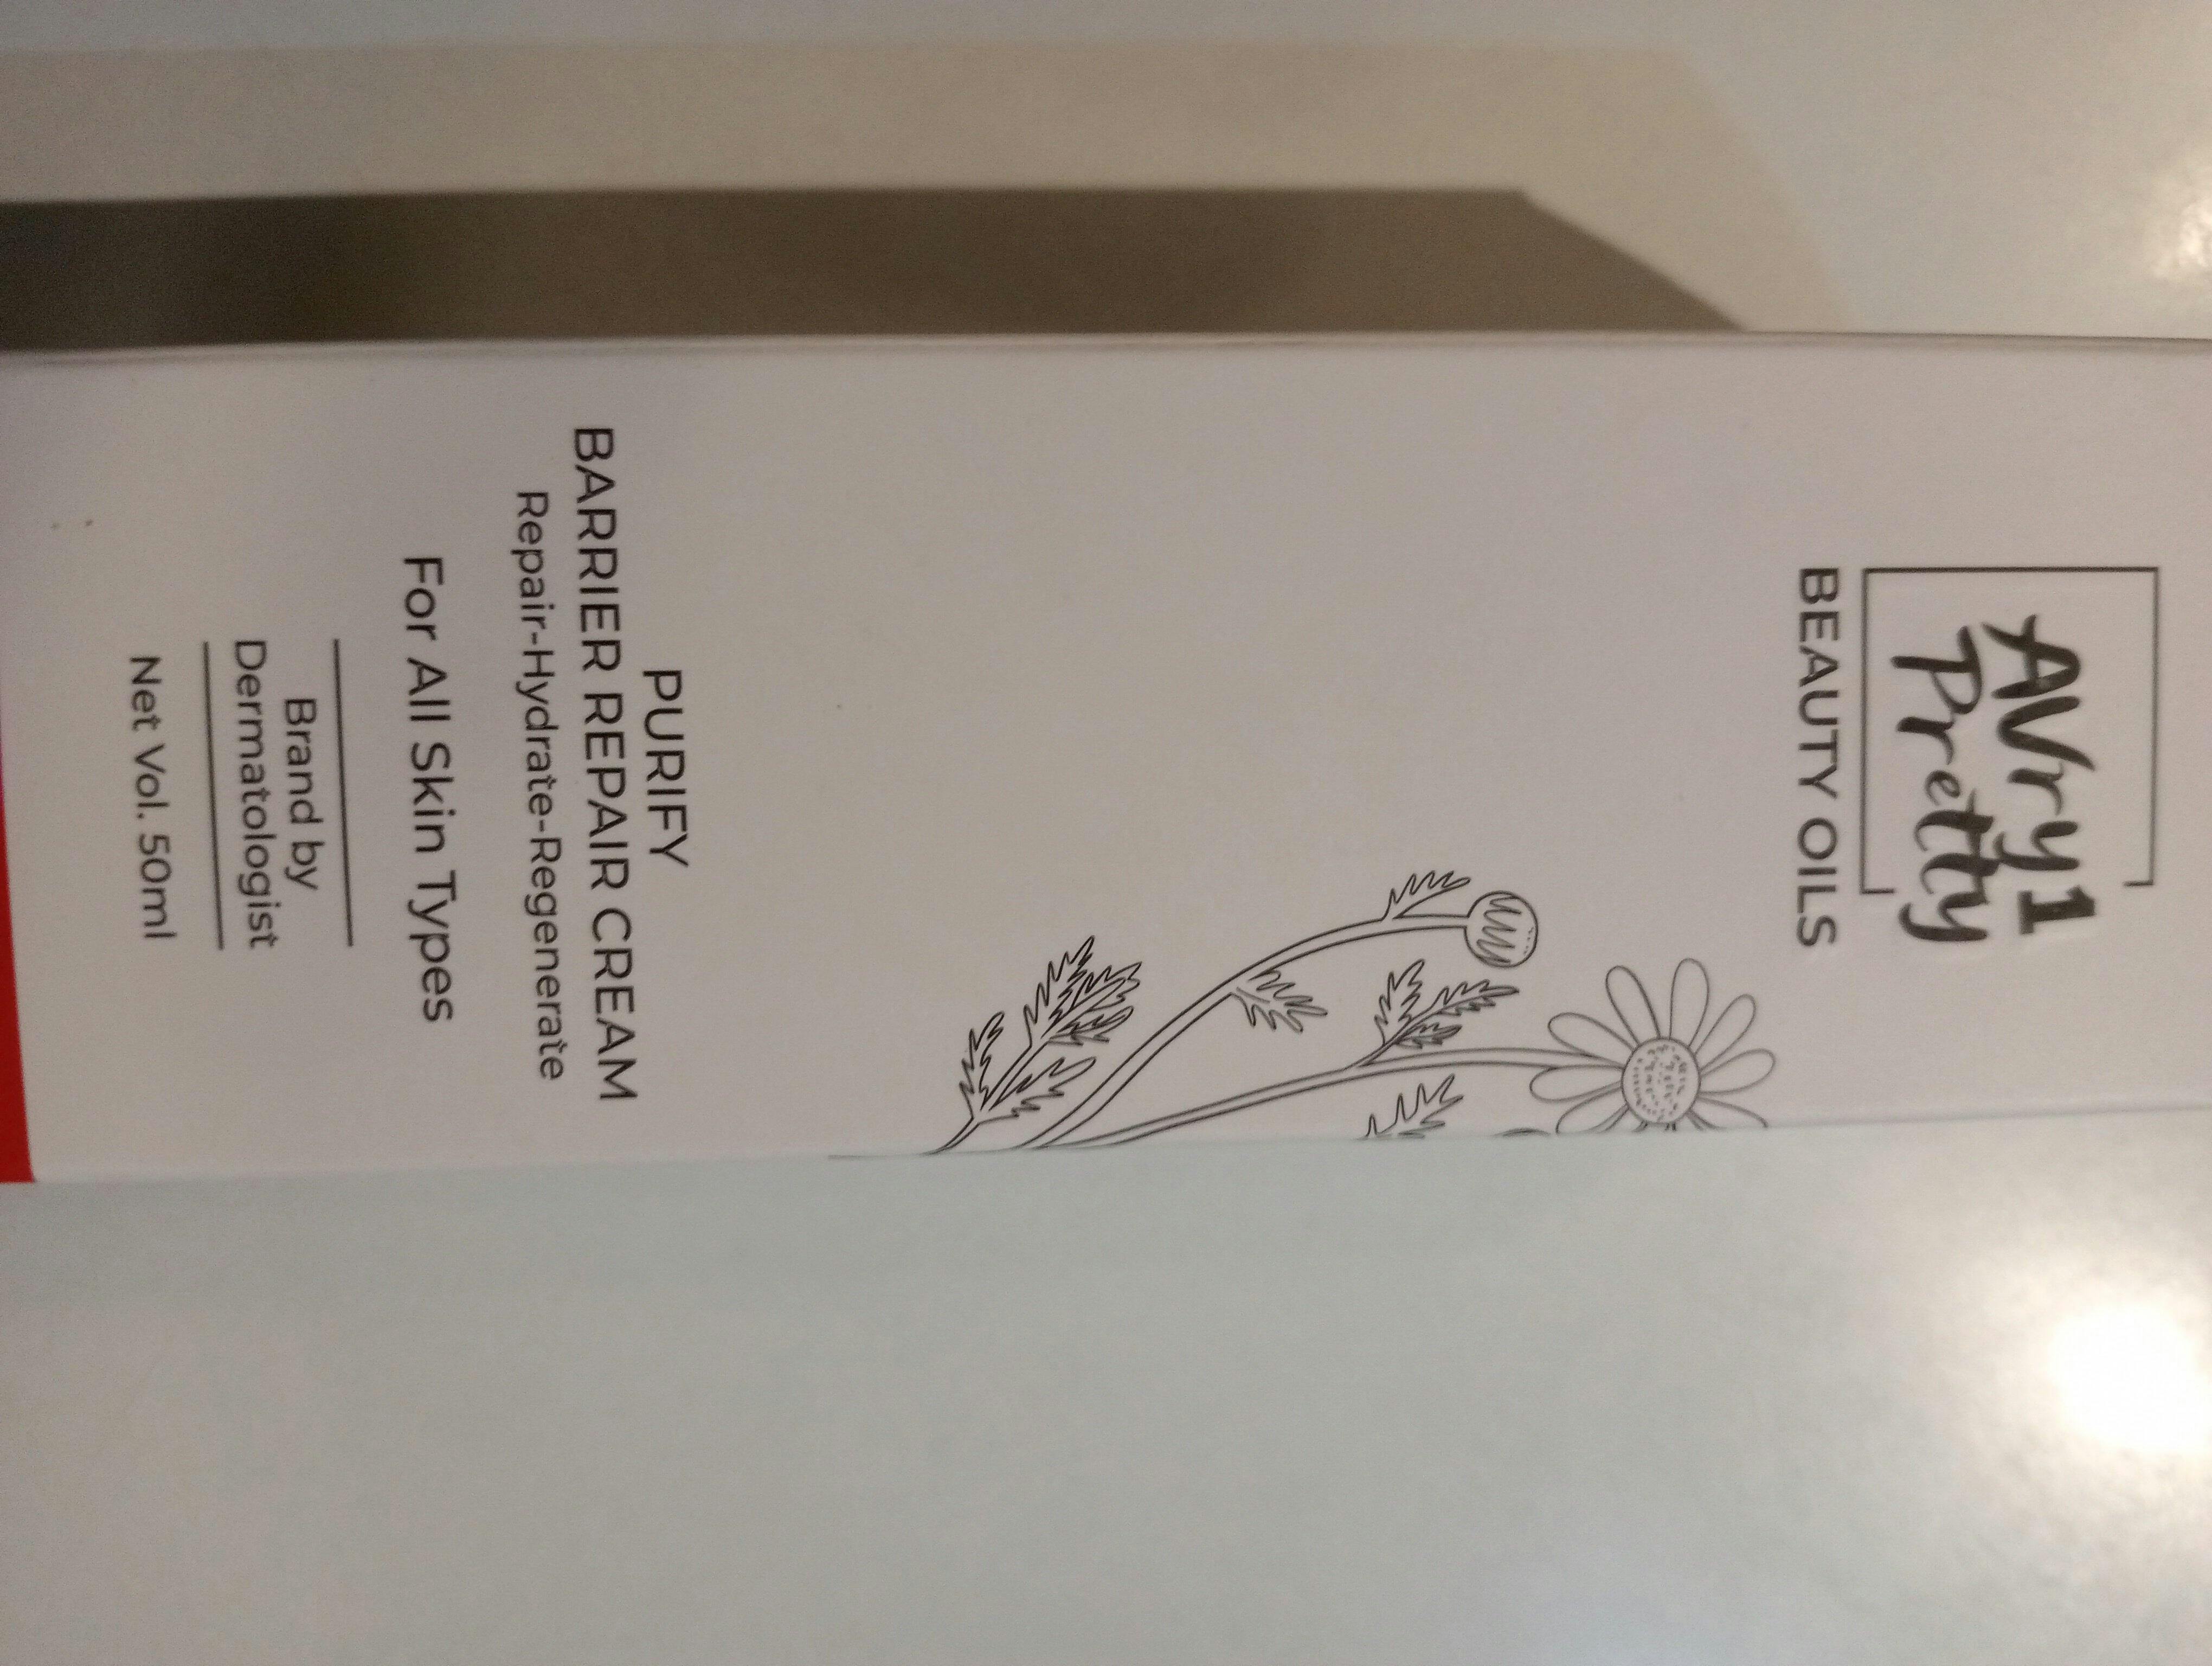 AVry1
Pretty
BEAUTY OILS
PURIFY
BARRIER REPAIR CREAM
Repair-Hydrate-Regenerate
For All Skin Types
Brand by
Dermatologist
Net Vol. 50ml